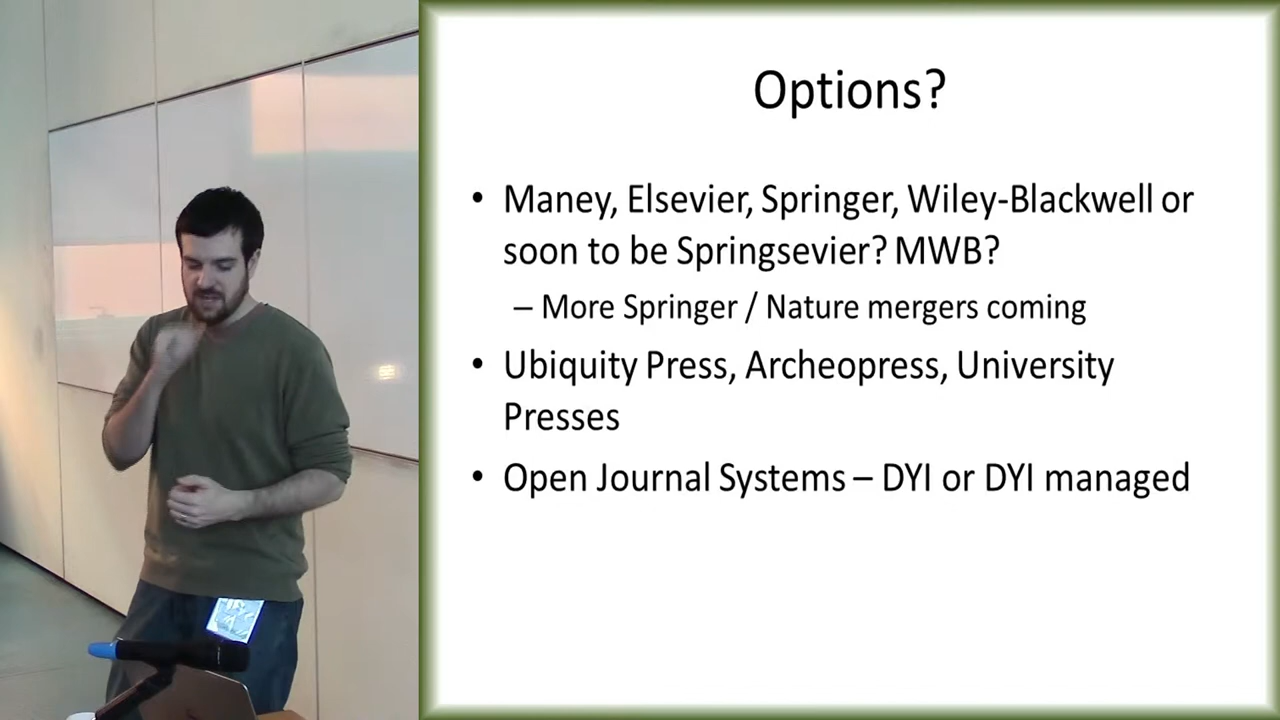 Options?
• Maney, Elsevier, Springer, Wiley-Blackwell or
soon to be Springsevier? MWB?
– More Springer / Nature mergers coming
• Ubiquity Press, Archeopress, University
Presses
• Open Journal Systems – DYI or DYI managed